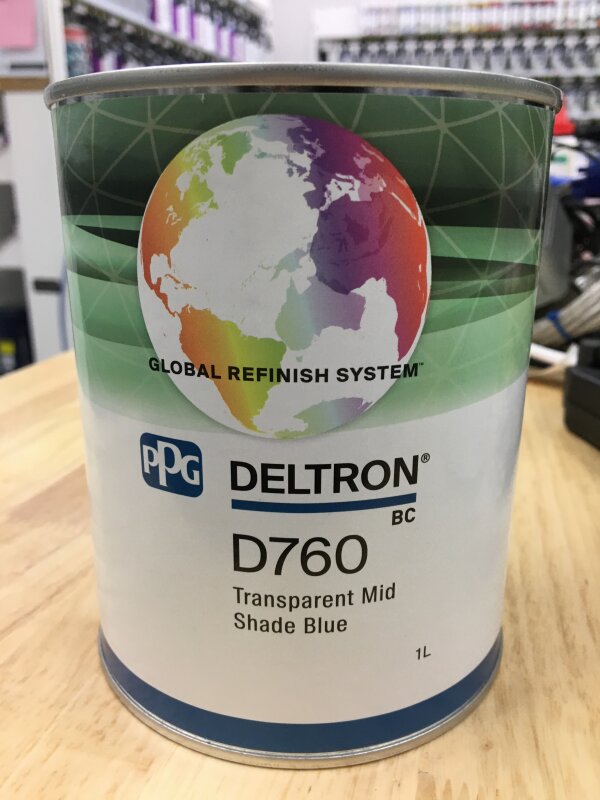 GLOBAL REFINISH SYSTEM™
PPG
DELTRON®
BC
D760
Transparent Mid
Shade Blue
1L